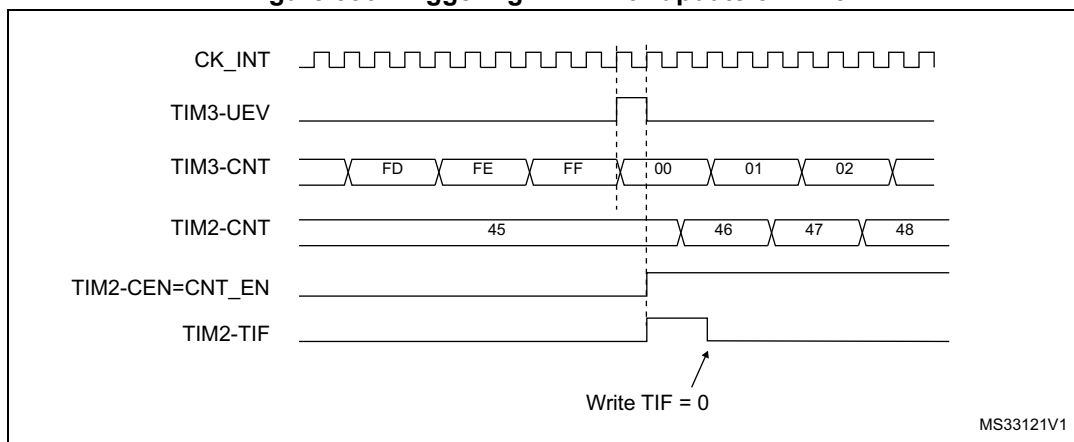 CK_INT
TIM3-UEV
TIM3-CNT FD FE FF 00 01 02
TIM2-CNT 45 46 47 48
TIM2-CEN=CNT_EN
TIM2-TIF
Write TIF = 0
MS33121V1